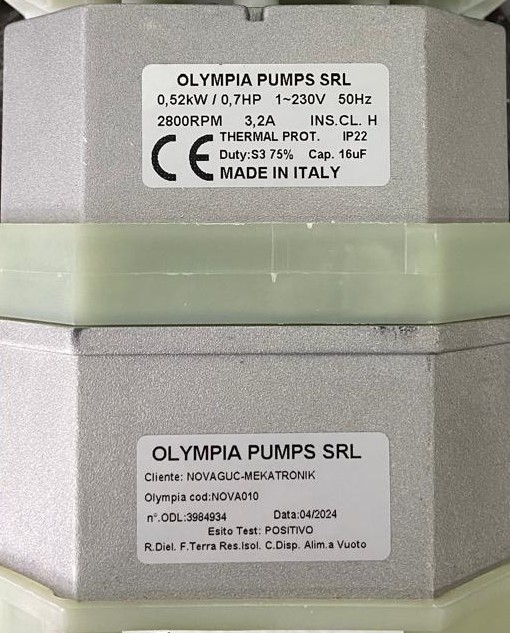 OLYMPIA PUMPS SRL
0,52kW / 0,7HP 1~230V 50Hz
2800RPM 3,2A INS.CL. H
CE THERMAL PROT. IP22
Duty:S3 75% Cap. 16uF
MADE IN ITALY
OLYMPIA PUMPS SRL
Cliente: NOVAGUC-MEKATRONIK
Olympia cod:NOVA010
n°.ODL:3984934 Data:04/2024
Esito Test: POSITIVO
R.Diel. F.Terra Res.Isol. C.Disp. Alim.a Vuoto